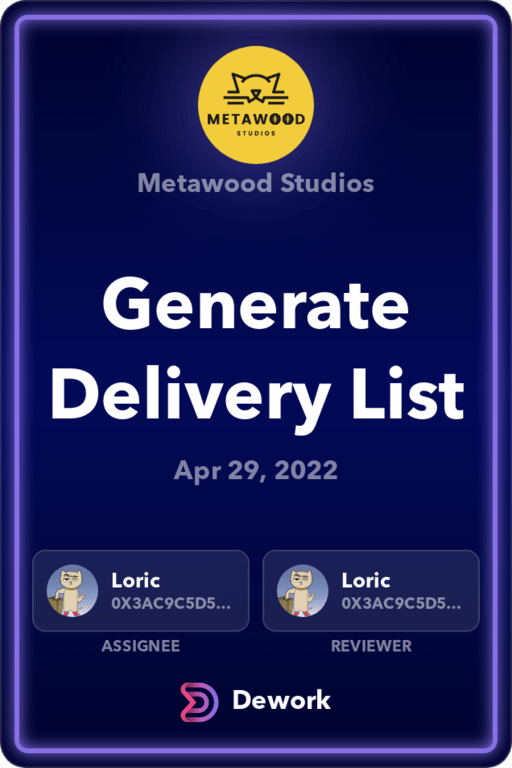 METAWOOD
STUDIOS
Metawood Studios
Generate
Delivery List
Apr 29, 2022
Loric
0X3AC9C5D5...
ASSIGNEE
Loric
0X3AC9C5D5...
REVIEWER
Dework